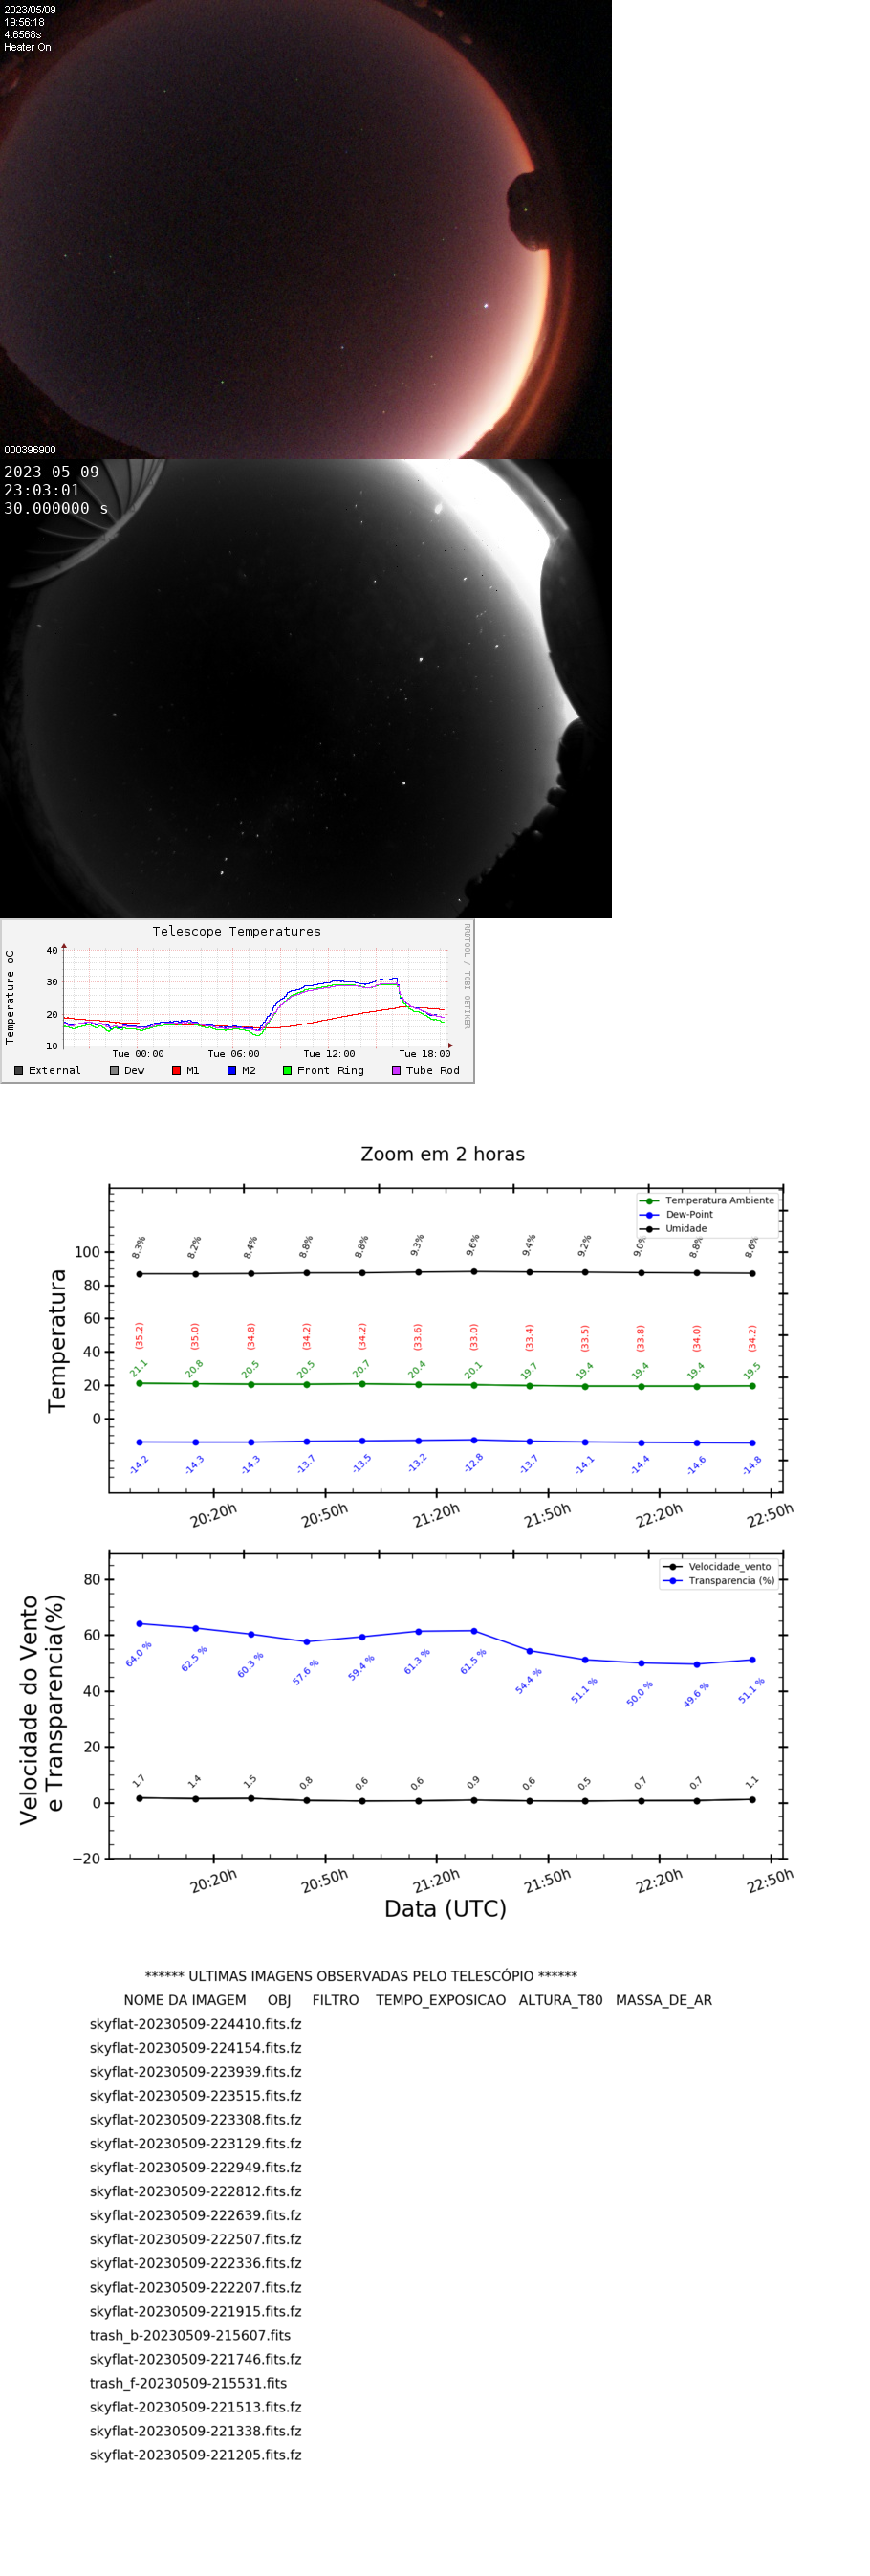 2023/05/09
19:56:18
4.6568s
Heater On
000396900
2023-05-09
23:03:01
30.000000 s
Telescope Temperatures
RRDTOOL / TOBI OETIKER
Temperature oC
40
30
20
10
Tue 00:00 Tue 06:00 Tue 12:00 Tue 18:00
External Dew M1 M2 Front Ring Tube Rod
Zoom em 2 horas
Temperatura Ambiente
Dew-Point
Umidade
Temperatura
100
80
60
40
20
0
8.3% 8.2% 8.4% 8.8% 8.8% 9.3% 9.6% 9.4% 9.2% 9.0% 8.8% 8.6%
(35.2) (35.0) (34.8) (34.2) (34.2) (33.6) (33.0) (33.4) (33.5) (33.8) (34.0) (34.2)
21.1 20.8 20.5 20.5 20.7 20.4 20.1 19.7 19.4 19.4 19.4 19.5
-14.2 -14.3 -14.3 -13.7 -13.5 -13.2 -12.8 -13.7 -14.1 -14.4 -14.6 -14.8
20:20h 20:50h 21:20h 21:50h 22:20h 22:50h
Velocidade_vento
Transparencia (%)
Velocidade do Vento
e Transparencia(%)
80
60
40
20
0
−20
64.0 % 62.5 % 60.3 % 57.6 % 59.4 % 61.3 % 61.5 % 54.4 % 51.1 % 50.0 % 49.6 % 51.1 %
1.7 1.4 1.5 0.8 0.6 0.6 0.9 0.6 0.5 0.7 0.7 1.1
20:20h 20:50h 21:20h 21:50h 22:20h 22:50h
Data (UTC)
****** ULTIMAS IMAGENS OBSERVADAS PELO TELESCÓPIO ******
NOME DA IMAGEM OBJ FILTRO TEMPO_EXPOSICAO ALTURA_T80 MASSA_DE_AR
skyflat-20230509-224410.fits.fz
skyflat-20230509-224154.fits.fz
skyflat-20230509-223939.fits.fz
skyflat-20230509-223515.fits.fz
skyflat-20230509-223308.fits.fz
skyflat-20230509-223129.fits.fz
skyflat-20230509-222949.fits.fz
skyflat-20230509-222812.fits.fz
skyflat-20230509-222639.fits.fz
skyflat-20230509-222507.fits.fz
skyflat-20230509-222336.fits.fz
skyflat-20230509-222207.fits.fz
skyflat-20230509-221915.fits.fz
trash_b-20230509-215607.fits
skyflat-20230509-221746.fits.fz
trash_f-20230509-215531.fits
skyflat-20230509-221513.fits.fz
skyflat-20230509-221338.fits.fz
skyflat-20230509-221205.fits.fz